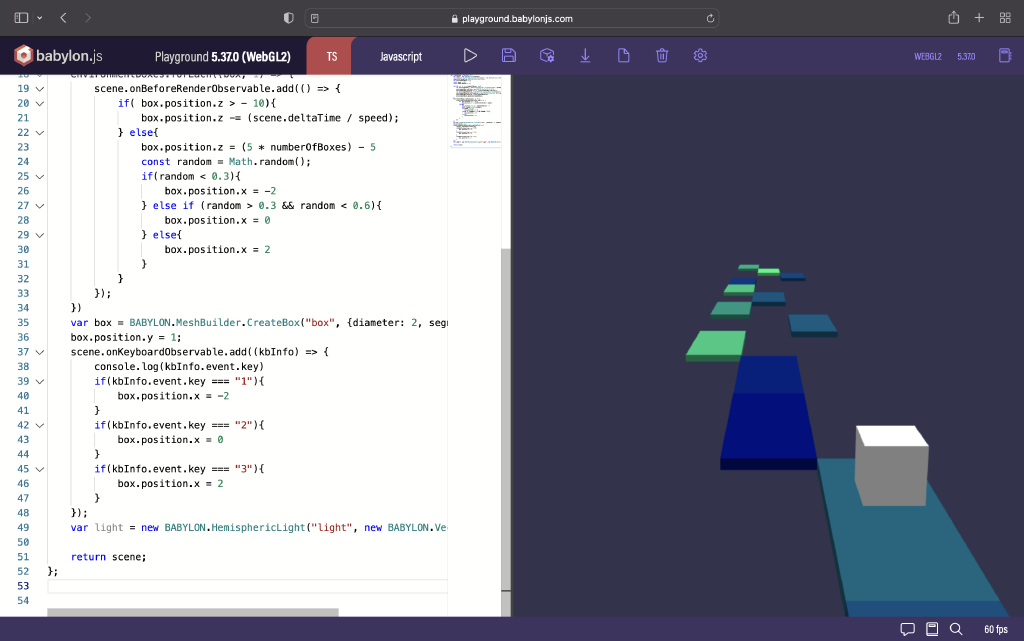 playground.babylonjs.com
babylon.js
Playground 5.37.0 (WebGL2)
TS
Javascript
WEBGL2
5.37.0
19 scene.onBeforeRenderObservable.add(() => {
20 if( box.position.z > - 10){
21 box.position.z -= (scene.deltaTime / speed);
22 } else{
23 box.position.z = (5 * numberOfBoxes) - 5
24 const random = Math.random();
25 if(random < 0.3){
26 box.position.x = -2
27 } else if (random > 0.3 && random < 0.6){
28 box.position.x = 0
29 } else{
30 box.position.x = 2
31 }
32 }
33 });
34 })
35 var box = BABYLON.MeshBuilder.CreateBox("box", {diameter: 2, seg
36 box.position.y = 1;
37 scene.onKeyboardObservable.add((kbInfo) => {
38 console.log(kbInfo.event.key)
39 if(kbInfo.event.key === "1"){
40 box.position.x = -2
41 }
42 if(kbInfo.event.key === "2"){
43 box.position.x = 0
44 }
45 if(kbInfo.event.key === "3"){
46 box.position.x = 2
47 }
48 });
49 var light = new BABYLON.HemisphericLight("light", new BABYLON.Ve
50
51 return scene;
52 };
53
54
60 fps